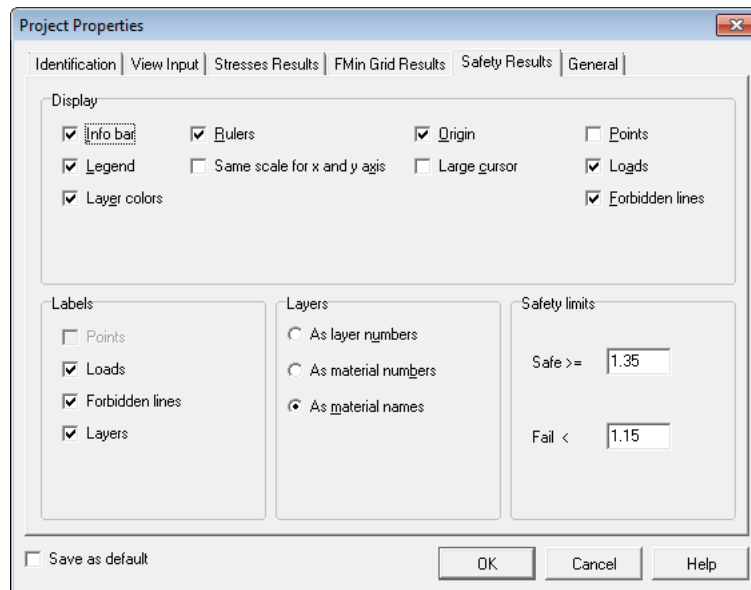 Project Properties
Identification View Input Stresses Results FMin Grid Results Safety Results General
Display
Info bar Rulers Origin Points
Legend Same scale for x and y axis Large cursor Loads
Layer colors Forbidden lines
Labels
Points
Loads
Forbidden lines
Layers
Layers
As layer numbers
As material numbers
As material names
Safety limits
Safe >= 1.35
Fail < 1.15
Save as default
OK Cancel Help